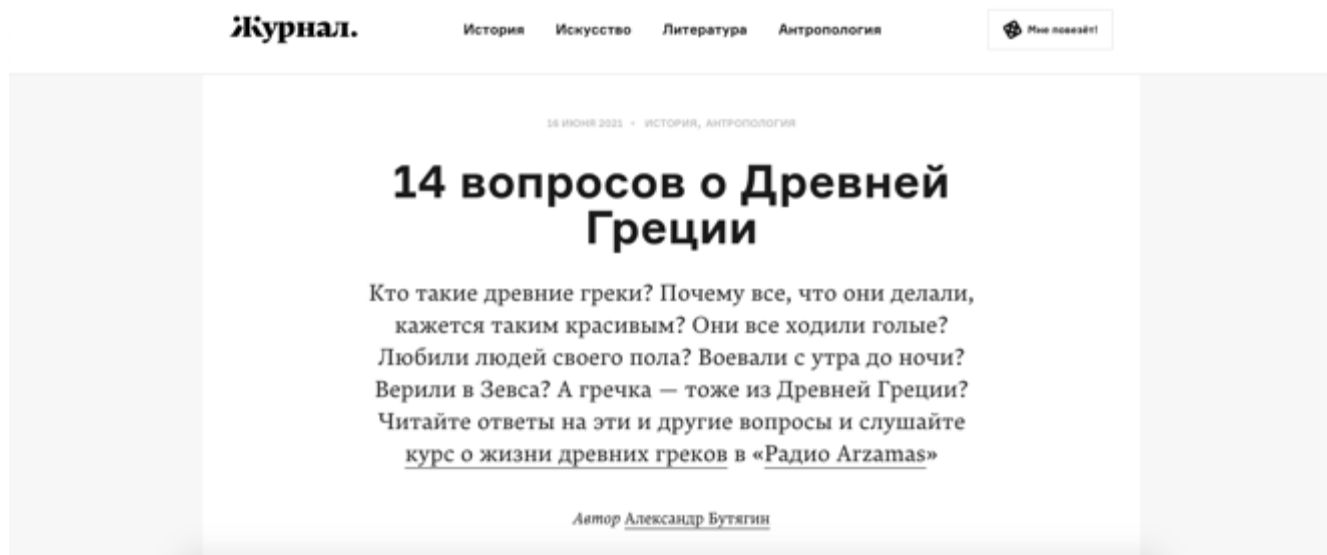 Журнал.
История Искусство Литература Антропология
Мне повезёт!
16 ИЮНЯ 2021 • ИСТОРИЯ, АНТРОПОЛОГИЯ
14 вопросов о Древней
Греции
Кто такие древние греки? Почему все, что они делали,
кажется таким красивым? Они все ходили голые?
Любили людей своего пола? Воевали с утра до ночи?
Верили в Зевса? А гречка — тоже из Древней Греции?
Читайте ответы на эти и другие вопросы и слушайте
курс о жизни древних греков в «Радио Arzamas»
Автор Александр Бутягин